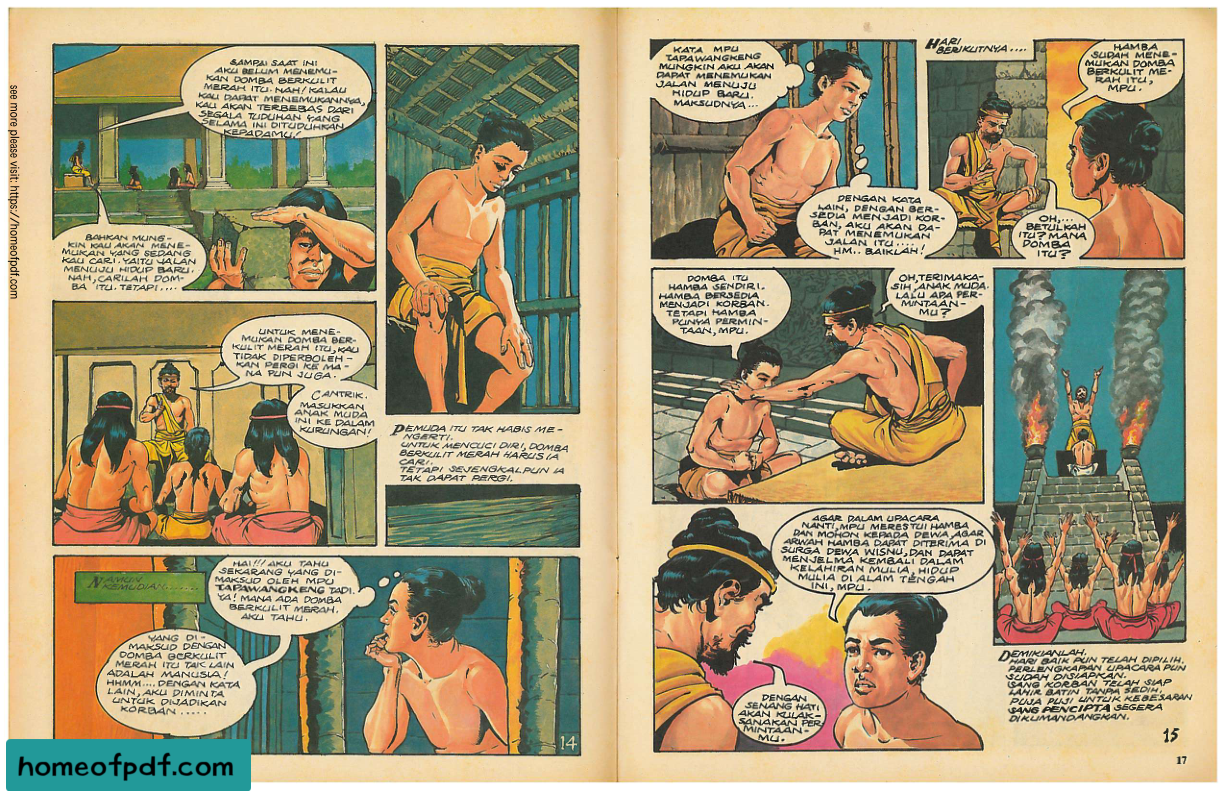 see more please visit: https://homeofpdf.com
SAMPAI SAAT INI
AKU BELUM MENEMU-
KAN DOMBA BERKULIT
MERAH ITU. NAH! KALAU
KAU DAPAT MENEMUKANNYA,
KAU AKAN TERBEBAS DARI
SEGALA TUDUHAN YANG
SELAMA INI DITUDUHKAN
KEPADAMU!
BAHKAN MUNG-
KIN KAU AKAN MENE-
MUKAN YANG SEDANG
KAU CARI. YAITU JALAN
MENUJU HIDUP BARU.
NAH, CARILAH DOM-
BA ITU. TETAPI....
PEMUDA ITU TAK HABIS ME-
NGERTI.
UNTUK MENCUCI DIRI, DOMBA
BERKULIT MERAH HARUS IA
CARI.
TETAPI SEJENGKALPUN IA
TAK DAPAT PERGI.
UNTUK MENE-
MUKAN DOMBA BER-
KULIT MERAH ITU, KAU
TIDAK DIPERBOLEH-
KAN PERGI KE MA-
NA PUN JUGA.
CANTRIK.
MASUKKAN
ANAK MUDA
INI KE DALAM
KURUNGAN!
NAMUN
KEMUDIAN.......
HAI!!! AKU TAHU
SEKARANG YANG DI-
MAKSUD OLEH MPU
TAPAWANGKENG TADI.
YA! MANA ADA DOMBA
BERKULIT MERAH.
AKU TAHU.
YANG DI-
MAKSUD DENGAN
DOMBA BERKULIT
MERAH ITU TAK LAIN
ADALAH MANUSIA!
HHMM.... DENGAN KATA
LAIN, AKU DIMINTA
UNTUK DIJADIKAN
KORBAN.....
14
KATA MPU
TAPAWANGKENG
MUNGKIN AKU AKAN
DAPAT MENEMUKAN
JALAN MENUJU
HIDUP BARU.
MAKSUDNYA...
DENGAN KATA
LAIN, DENGAN BER-
SEDIA MENJADI KOR-
BAN, AKU AKAN DA-
PAT MENEMUKAN
JALAN ITU....
HM.. BAIKLAH!
HARI
BERIKUTNYA....
HAMBA
SUDAH MENE-
MUKAN DOMBA
BERKULIT ME-
RAH ITU,
MPU.
OH,...
BETULKAH
ITU? MANA
DOMBA
ITU?
DOMBA ITU
HAMBA SENDIRI.
HAMBA BERSEDIA
MENJADI KORBAN.
TETAPI HAMBA
PUNYA PERMIN-
TAAN, MPU.
OH, TERIMAKA-
SIH, ANAK MUDA.
LALU APA PER-
MINTAAN-
MU?
AGAR DALAM UPACARA
NANTI, MPU MERESTUI HAMBA
DAN MOHON KEPADA DEWA, AGAR
ARWAH HAMBA DAPAT DITERIMA DI
SURGA DEWA WISNU, DAN DAPAT
MENJELMA KEMBALI DALAM
KELAHIRAN MULIA, HIDUP
MULIA DI ALAM TENGAH
INI, MPU.
DENGAN
SENANG HATI
AKAN KULAK-
SANAKAN PER-
MINTAAN-
MU.
DEMIKIANLAH.
HARI BAIK PUN TELAH DIPILIH.
PERLENGKAPAN UPACARA PUN
SUDAH DISIAPKAN.
SANG KORBAN TELAH SIAP
LAHIR BATIN TANPA SEDIH.
PUJA PUJI UNTUK KEBESARAN
SANG PENCIPTA SEGERA
DIKUMANDANGKAN.
15
17
homeofpdf.com